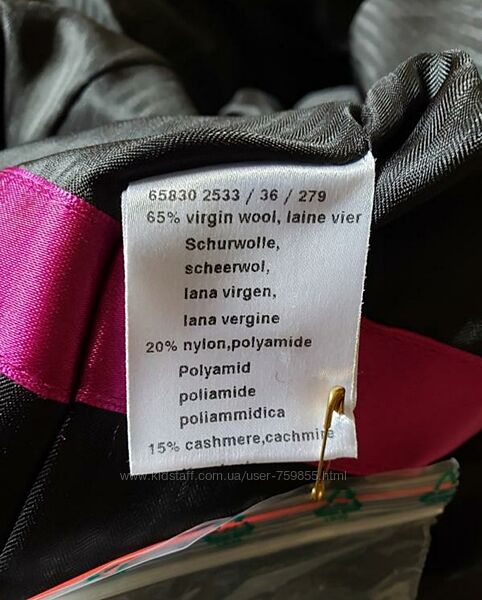 65830 2533 / 36 / 279
65% virgin wool, laine vier
Schurwolle,
scheerwol,
lana virgen,
lana vergine
20% nylon,polyamide
Polyamid
poliamide
poliammidica
15% cashmere,cachmire
www.kidstaff.com.ua/user-759855.html